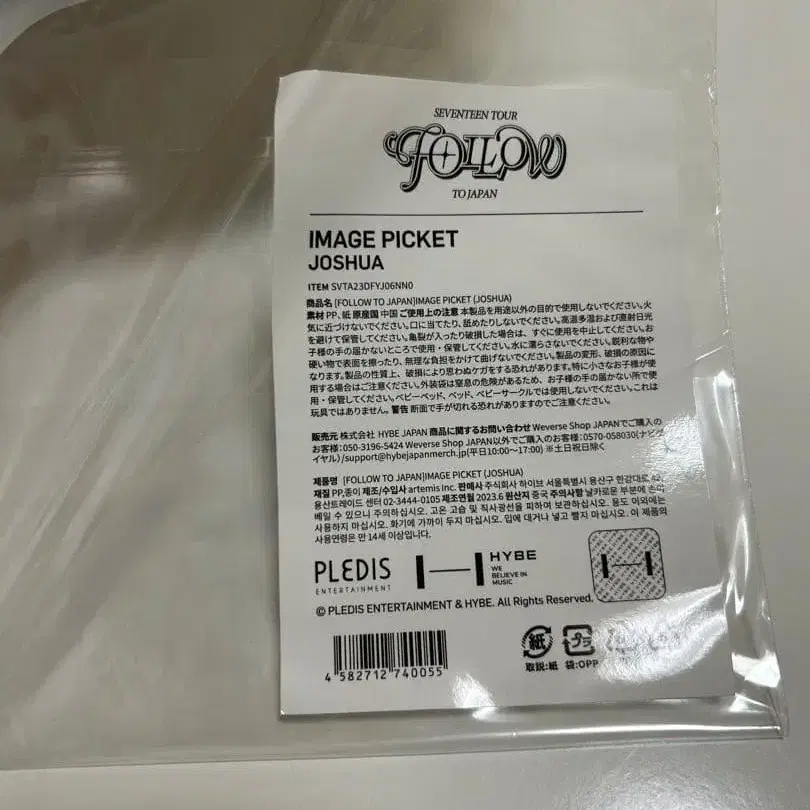 SEVENTEEN TOUR
FOLLOW
TO JAPAN
IMAGE PICKET
JOSHUA
ITEM SVTA23DFYJ06NN0
商品名 [FOLLOW TO JAPAN]IMAGE PICKET (JOSHUA)
素材 PP、紙 原産国 中国 ご使用上の注意 本製品を用途以外の目的で使用しないでください。火
気に近づけないでください。口に当たり、舐めたりしないでください。高温多湿および直射日光
を避けて保管してください。亀裂が入ったり破損した場合は、すぐに使用を中止してください。お
子様の手の届かないところで使用・保管してください。水に濡らさないでください。鋭利な物や
硬い物で表面を擦ったり、無理な負担をかけて曲げないでください。製品の変形、破損の原因に
なります。製品の性質上、破損により思わぬケガをする恐れがあります。特に小さなお子様が使
用する場合はご注意ください。外装袋は窒息の危険があるため、お子様の手の届かない所で使
用・保管してください。ベビーベッド、ベッド、ベビーサークルでは使用しないでください。これは
玩具ではありません。警告 断面で手が切れる恐れがありますのでご注意ください。
販売元 株式会社 HYBE JAPAN 商品に関するお問い合わせ Weverse Shop JAPANでご購入の
お客様：050-3196-5424 Weverse Shop JAPAN以外でご購入のお客様：0570-058030(ナビダ
イヤル)/support@hybejapanmerch.jp(平日10:00~17:00) ※土日祝日除く
제품명 [FOLLOW TO JAPAN]IMAGE PICKET (JOSHUA)
재질 PP,종이 제조/수입사 artemis inc. 판매사 주식회사 하이브 서울특별시 용산구 한강대로 42,
용산트레이드 센터 02-3444-0105 제조연월 2023.6 원산지 중국 주의사항 날카로운 부분에 손이
베일 수 있으니 주의하십시오. 고온 고습 및 직사광선을 피하여 보관하십시오. 용도 이외에는
사용하지 마십시오. 화기에 가까이 두지 마십시오. 입에 대거나 넣고 빨지 마십시오. 이 제품의
사용연령은 만 14세 이상입니다.
PLEDIS
ENTERTAINMENT
HYBE
WE
BELIEVE IN
MUSIC
© PLEDIS ENTERTAINMENT & HYBE. All Rights Reserved.
紙 プラ
取説:紙 袋:OPP
4 582712 740055